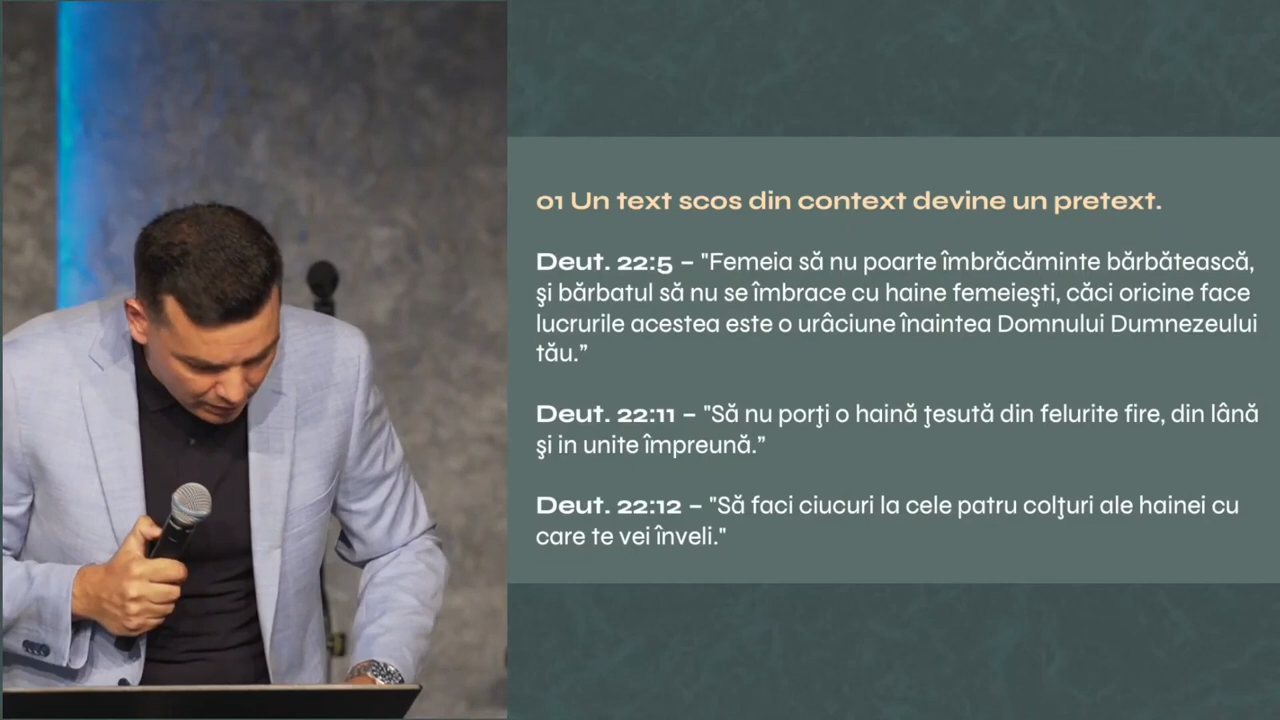 01 Un text scos din context devine un pretext.
Deut. 22:5 – "Femeia să nu poarte îmbrăcăminte bărbătească,
şi bărbatul să nu se îmbrace cu haine femeieşti, căci oricine face
lucrurile acestea este o urâciune înaintea Domnului Dumnezeului
tău.”
Deut. 22:11 – "Să nu porţi o haină ţesută din felurite fire, din lână
şi in unite împreună.”
Deut. 22:12 – "Să faci ciucuri la cele patru colţuri ale hainei cu
care te vei înveli."